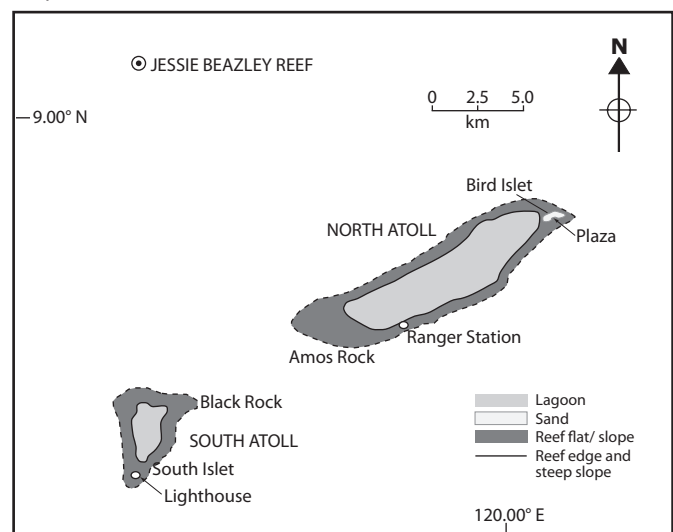 JESSIE BEAZLEY REEF
N
9.00° N
0 2.5 5.0
km
Bird Islet
NORTH ATOLL
Plaza
Ranger Station
Amos Rock
Black Rock
SOUTH ATOLL
South Islet
Lighthouse
Lagoon
Sand
Reef flat/ slope
Reef edge and
steep slope
120.00° E